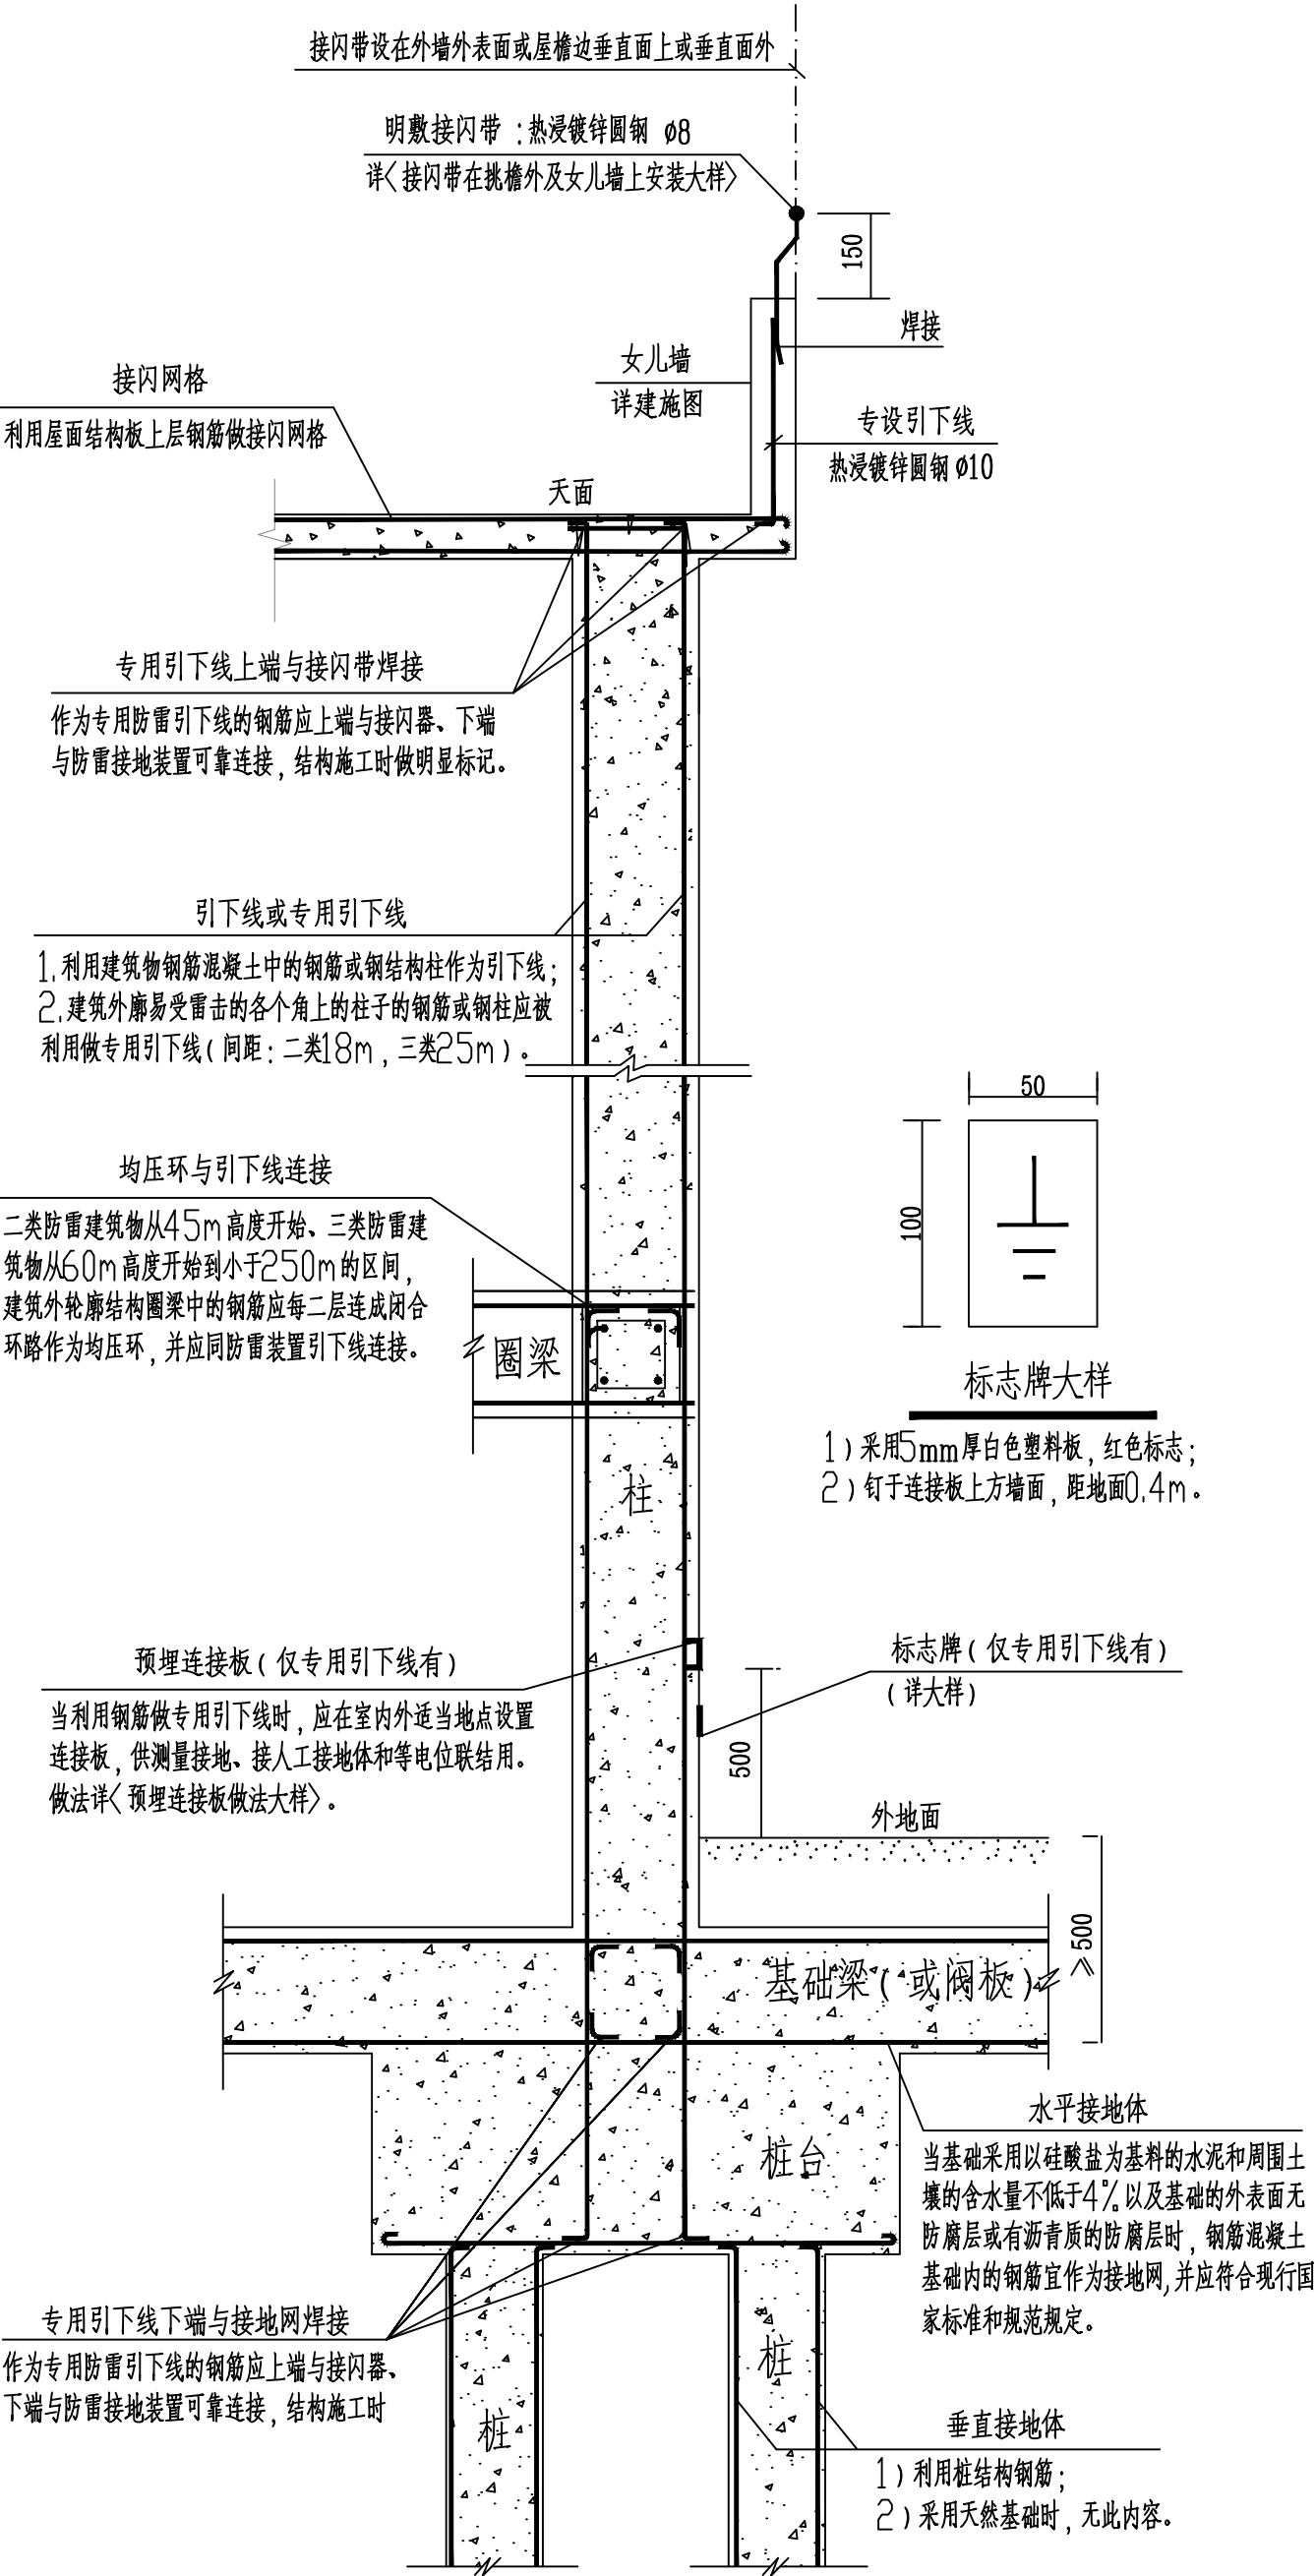 接闪带设在外墙外表面或屋檐边垂直面上或垂直面外
明敷接闪带：热浸镀锌圆钢 ø8
详〈接闪带在挑檐外及女儿墙上安装大样〉
150
焊接
女儿墙
详建施图
接闪网格
利用屋面结构板上层钢筋做接闪网格
专设引下线
热浸镀锌圆钢 ø10
天面
专用引下线上端与接闪带焊接
作为专用防雷引下线的钢筋应上端与接闪器、下端
与防雷接地装置可靠连接，结构施工时做明显标记。
引下线或专用引下线
1.利用建筑物钢筋混凝土中的钢筋或钢结构柱作为引下线；
2.建筑外廓易受雷击的各个角上的柱子的钢筋或钢柱应被
利用做专用引下线（间距：二类18m，三类25m）。
50
100
标志牌大样
1）采用5mm厚白色塑料板，红色标志；
2）钉于连接板上方墙面，距地面0.4m。
均压环与引下线连接
二类防雷建筑物从45m高度开始、三类防雷建
筑物从60m高度开始到小于250m的区间，
建筑外轮廓结构圈梁中的钢筋应每二层连成闭合
环路作为均压环，并应同防雷装置引下线连接。
圈梁
柱
预埋连接板（仅专用引下线有）
当利用钢筋做专用引下线时，应在室内外适当地点设置
连接板，供测量接地、接人工接地体和等电位联结用。
做法详〈预埋连接板做法大样〉。
标志牌（仅专用引下线有）
（详大样）
500
外地面
≥500
基础梁（或阀板）
水平接地体
当基础采用以硅酸盐为基料的水泥和周围土
壤的含水量不低于4%以及基础的外表面无
防腐层或有沥青质的防腐层时，钢筋混凝土
基础内的钢筋宜作为接地网，并应符合现行国
家标准和规范规定。
桩台
专用引下线下端与接地网焊接
作为专用防雷引下线的钢筋应上端与接闪器、
下端与防雷接地装置可靠连接，结构施工时
桩
桩
垂直接地体
1）利用桩结构钢筋；
2）采用天然基础时，无此内容。